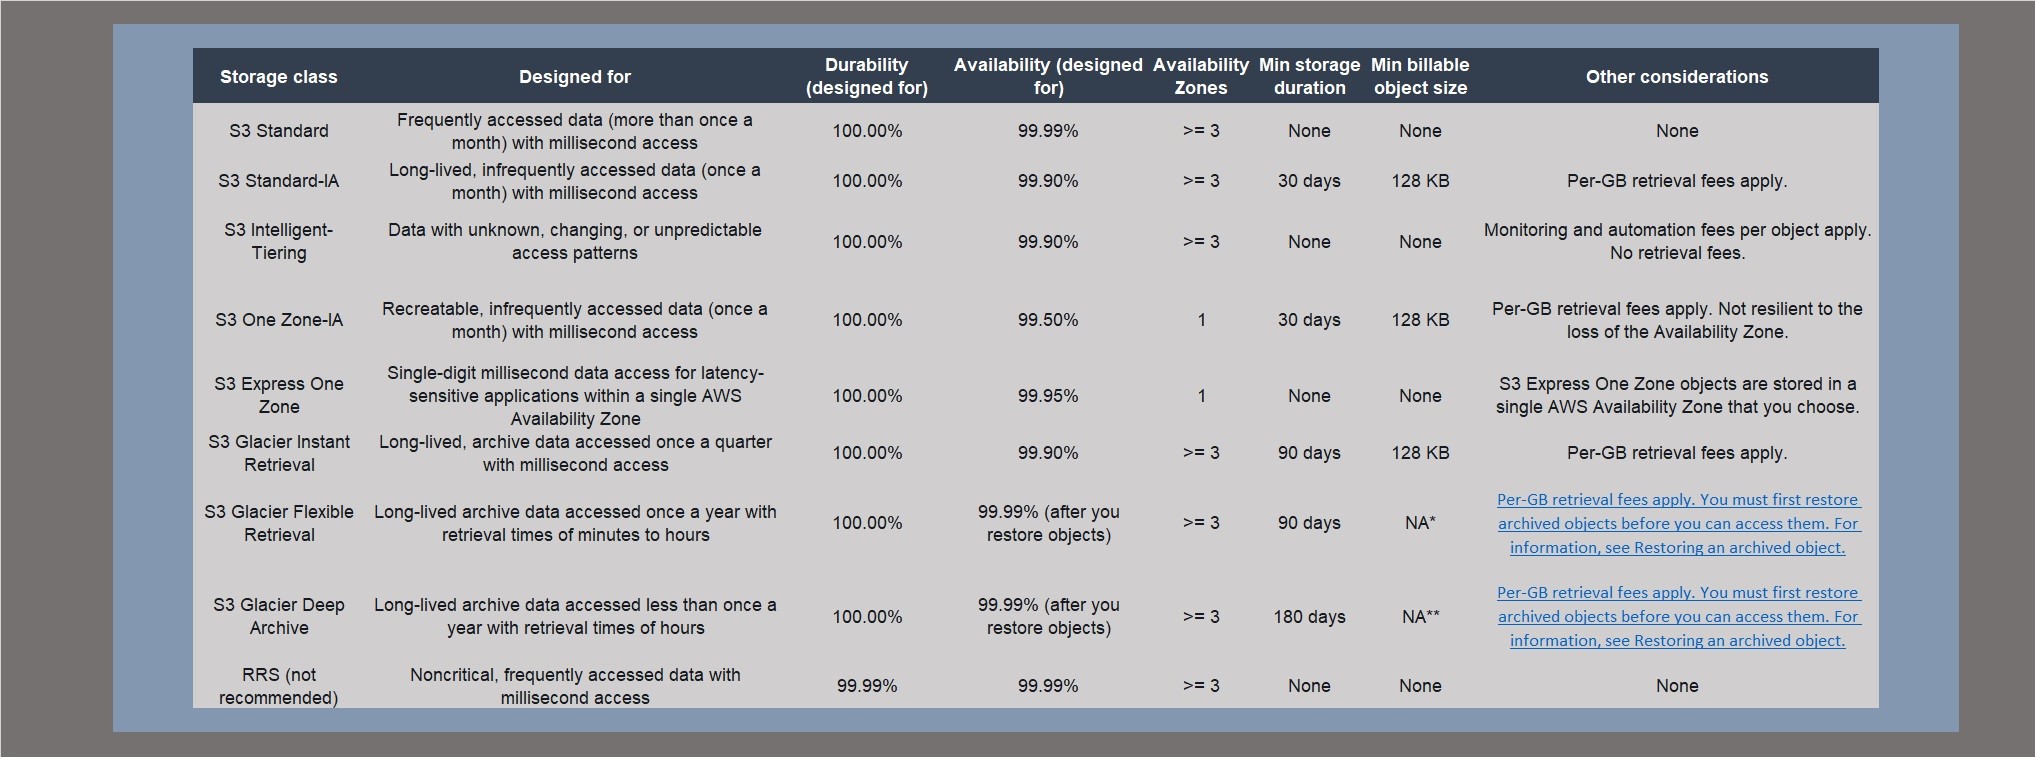 Storage class
Designed for
Durability
(designed for)
Availability (designed
for)
Availability
Zones
Min storage
duration
Min billable
object size
Other considerations
S3 Standard
Frequently accessed data (more than once a
month) with millisecond access
100.00%
99.99%
>= 3
None
None
None
S3 Standard-IA
Long-lived, infrequently accessed data (once a
month) with millisecond access
100.00%
99.90%
>= 3
30 days
128 KB
Per-GB retrieval fees apply.
S3 Intelligent-
Tiering
Data with unknown, changing, or unpredictable
access patterns
100.00%
99.90%
>= 3
None
None
Monitoring and automation fees per object apply.
No retrieval fees.
S3 One Zone-IA
Recreatable, infrequently accessed data (once a
month) with millisecond access
100.00%
99.50%
1
30 days
128 KB
Per-GB retrieval fees apply. Not resilient to the
loss of the Availability Zone.
S3 Express One
Zone
Single-digit millisecond data access for latency-
sensitive applications within a single AWS
Availability Zone
100.00%
99.95%
1
None
None
S3 Express One Zone objects are stored in a
single AWS Availability Zone that you choose.
S3 Glacier Instant
Retrieval
Long-lived, archive data accessed once a quarter
with millisecond access
100.00%
99.90%
>= 3
90 days
128 KB
Per-GB retrieval fees apply.
S3 Glacier Flexible
Retrieval
Long-lived archive data accessed once a year with
retrieval times of minutes to hours
100.00%
99.99% (after you
restore objects)
>= 3
90 days
NA*
Per-GB retrieval fees apply. You must first restore
archived objects before you can access them. For
information, see Restoring an archived object.
S3 Glacier Deep
Archive
Long-lived archive data accessed less than once a
year with retrieval times of hours
100.00%
99.99% (after you
restore objects)
>= 3
180 days
NA**
Per-GB retrieval fees apply. You must first restore
archived objects before you can access them. For
information, see Restoring an archived object.
RRS (not
recommended)
Noncritical, frequently accessed data with
millisecond access
99.99%
99.99%
>= 3
None
None
None